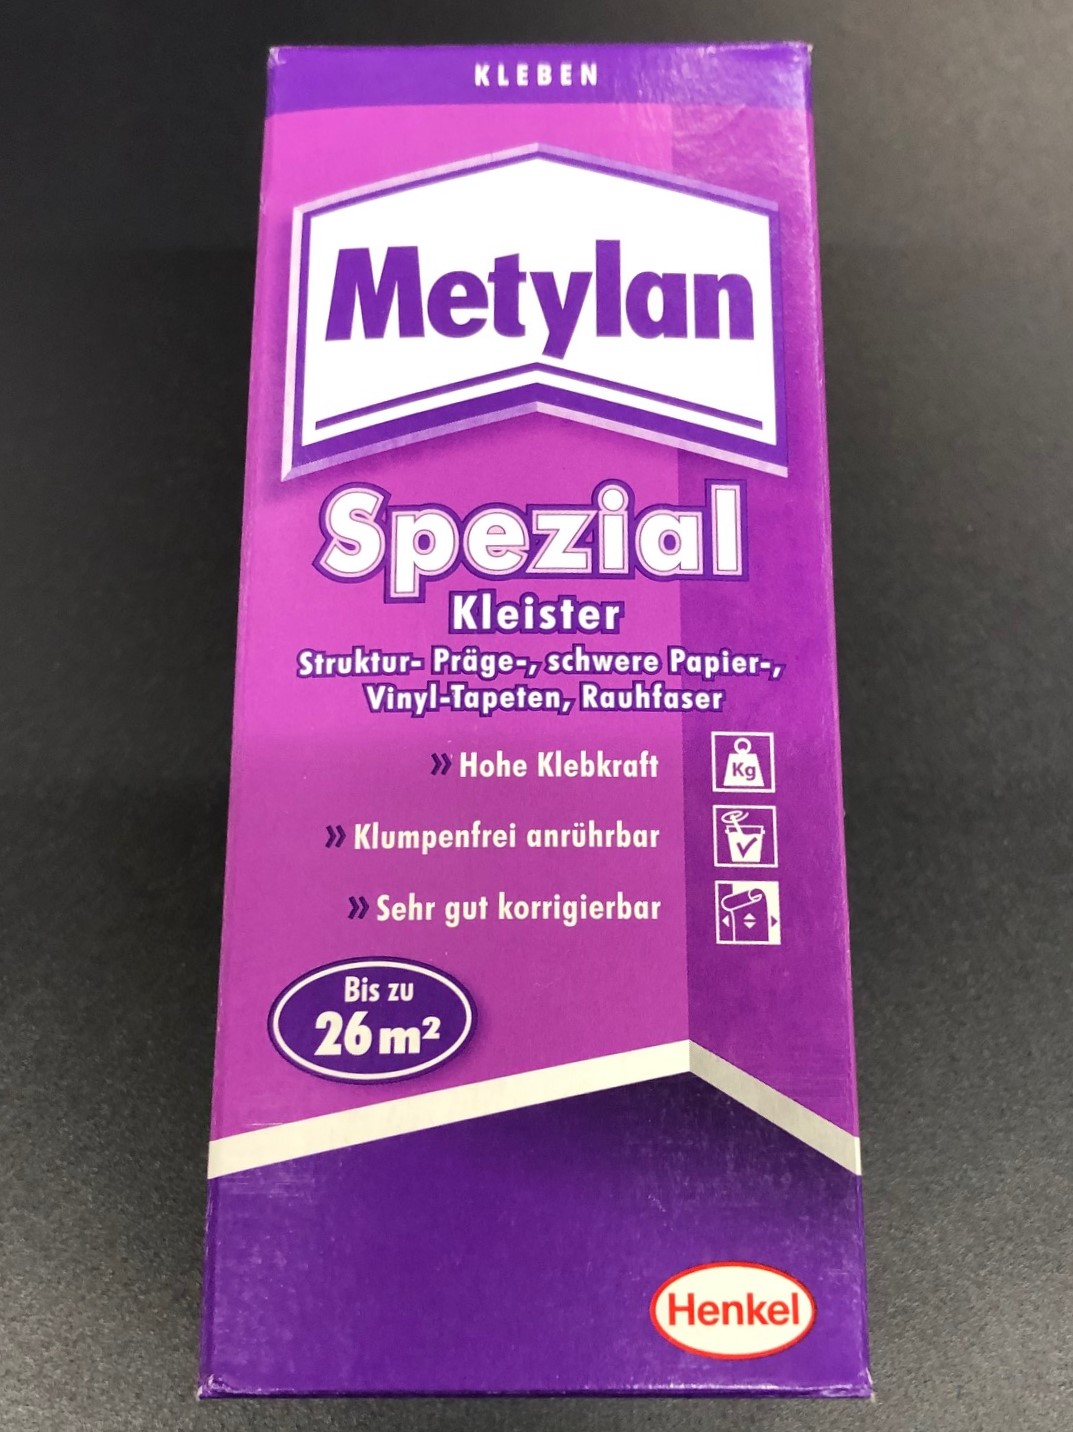 KLEBEN
Metylan
Spezial
Kleister
Struktur- Präge-, schwere Papier-,
Vinyl-Tapeten, Rauhfaser
» Hohe Klebkraft
Kg
» Klumpenfrei anrührbar
» Sehr gut korrigierbar
Bis zu
26 m²
Henkel